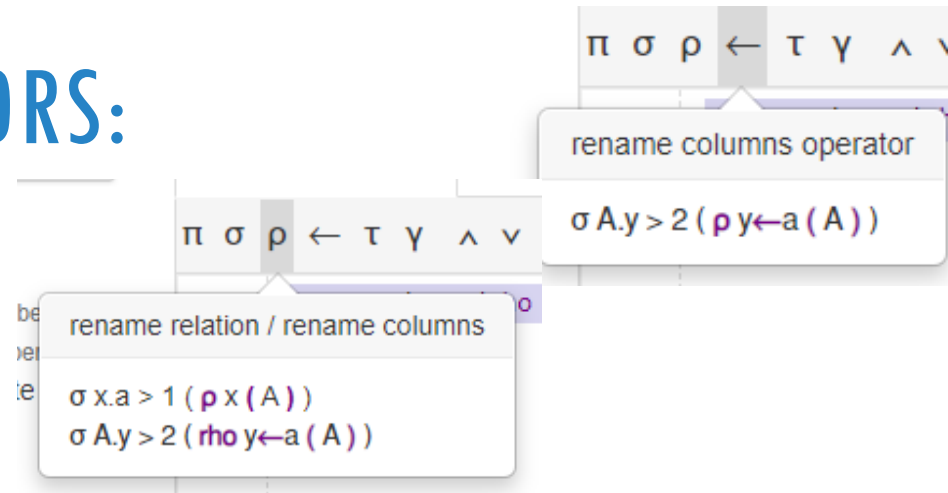 π σ ρ ← τ γ ∧
ORS:
rename columns operator
σ A.y > 2 ( ρ y←a ( A ) )
π σ ρ ← τ γ ∧ ∨
rename relation / rename columns
σ x.a > 1 ( ρ x ( A ) )
σ A.y > 2 ( rho y←a ( A ) )